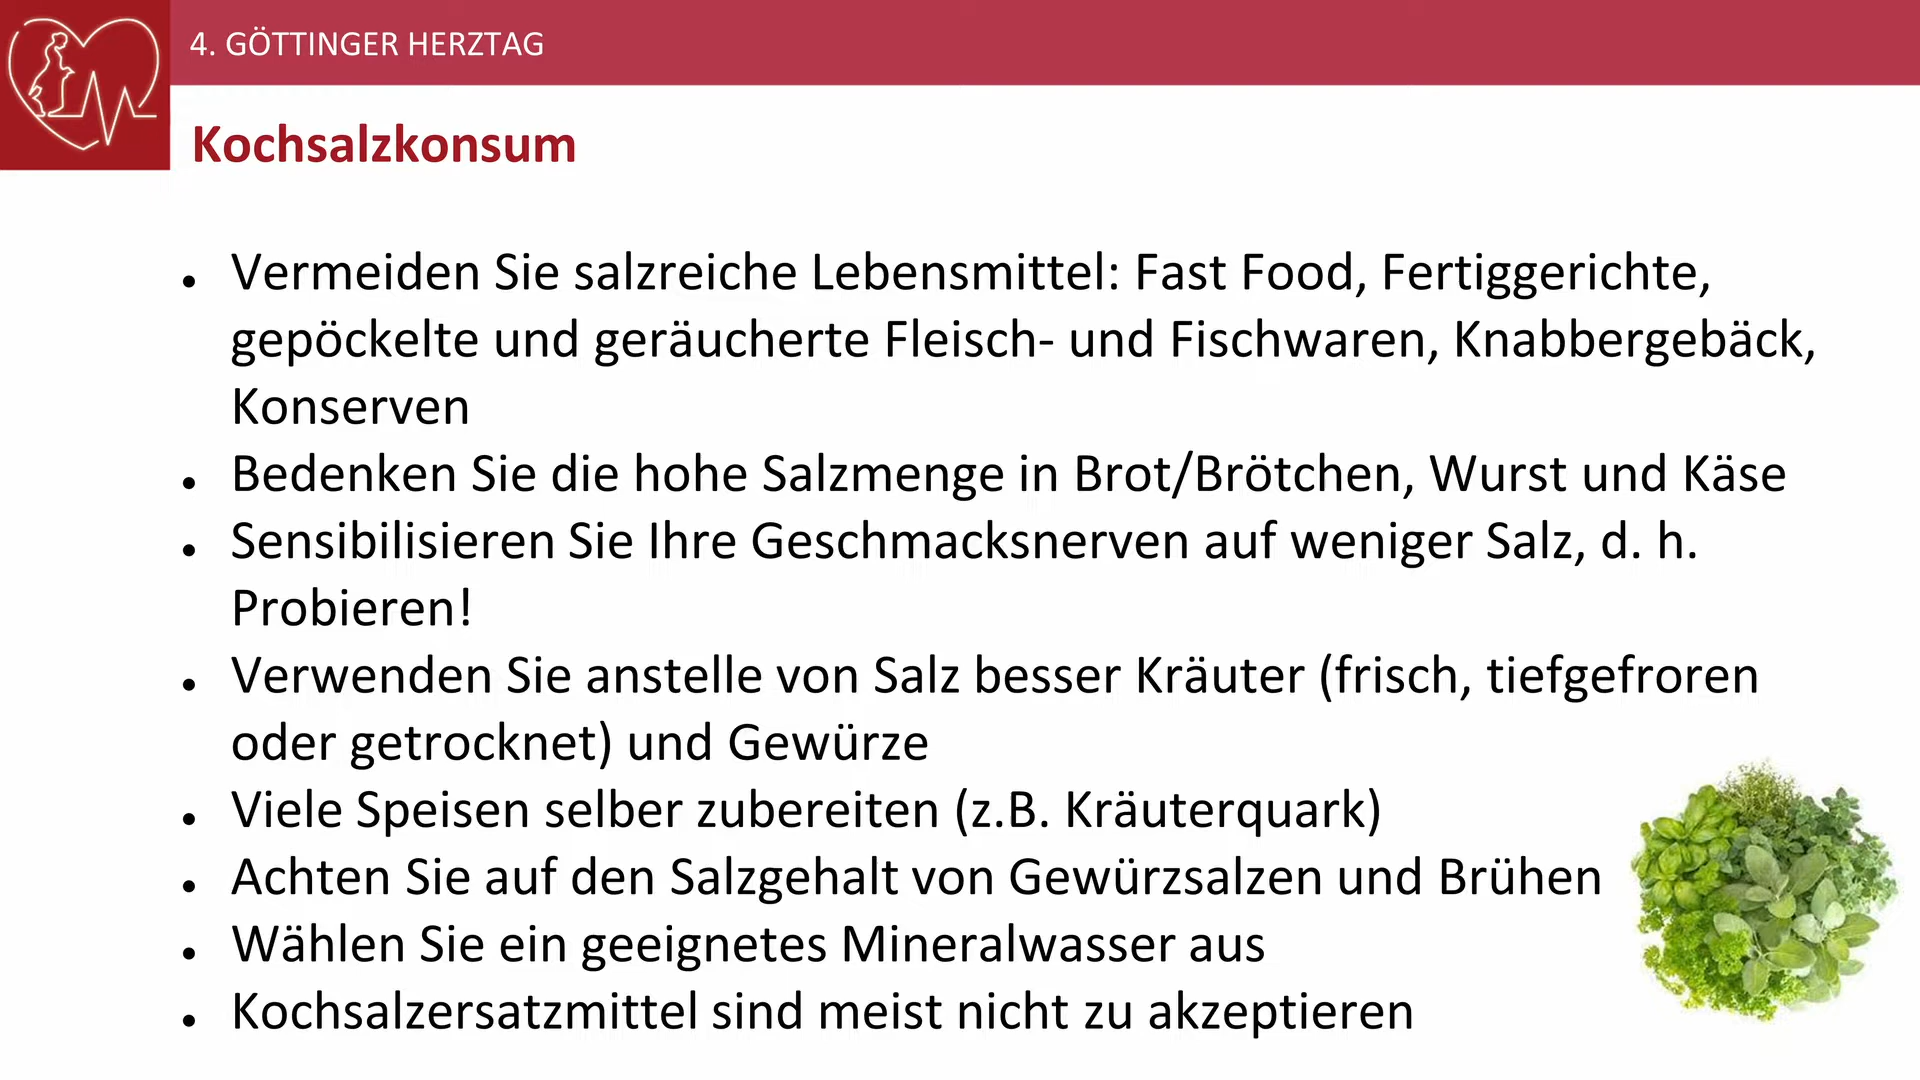 4. GÖTTINGER HERZTAG
Kochsalzkonsum
• Vermeiden Sie salzreiche Lebensmittel: Fast Food, Fertiggerichte,
gepöckelte und geräucherte Fleisch- und Fischwaren, Knabbergebäck,
Konserven
• Bedenken Sie die hohe Salzmenge in Brot/Brötchen, Wurst und Käse
• Sensibilisieren Sie Ihre Geschmacksnerven auf weniger Salz, d. h.
Probieren!
• Verwenden Sie anstelle von Salz besser Kräuter (frisch, tiefgefroren
oder getrocknet) und Gewürze
• Viele Speisen selber zubereiten (z.B. Kräuterquark)
• Achten Sie auf den Salzgehalt von Gewürzsalzen und Brühen
• Wählen Sie ein geeignetes Mineralwasser aus
• Kochsalzersatzmittel sind meist nicht zu akzeptieren